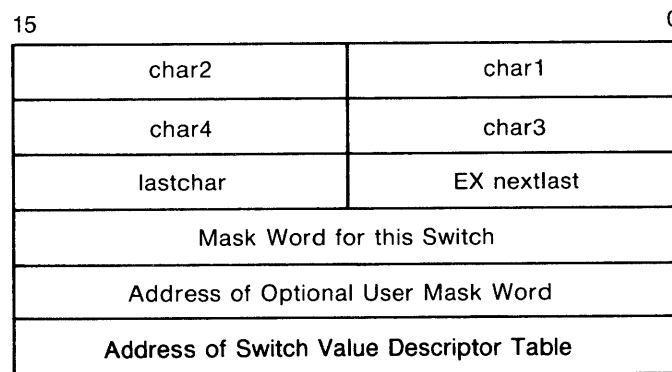 15 0
char2 char1
char4 char3
lastchar EX nextlast
Mask Word for this Switch
Address of Optional User Mask Word
Address of Switch Value Descriptor Table